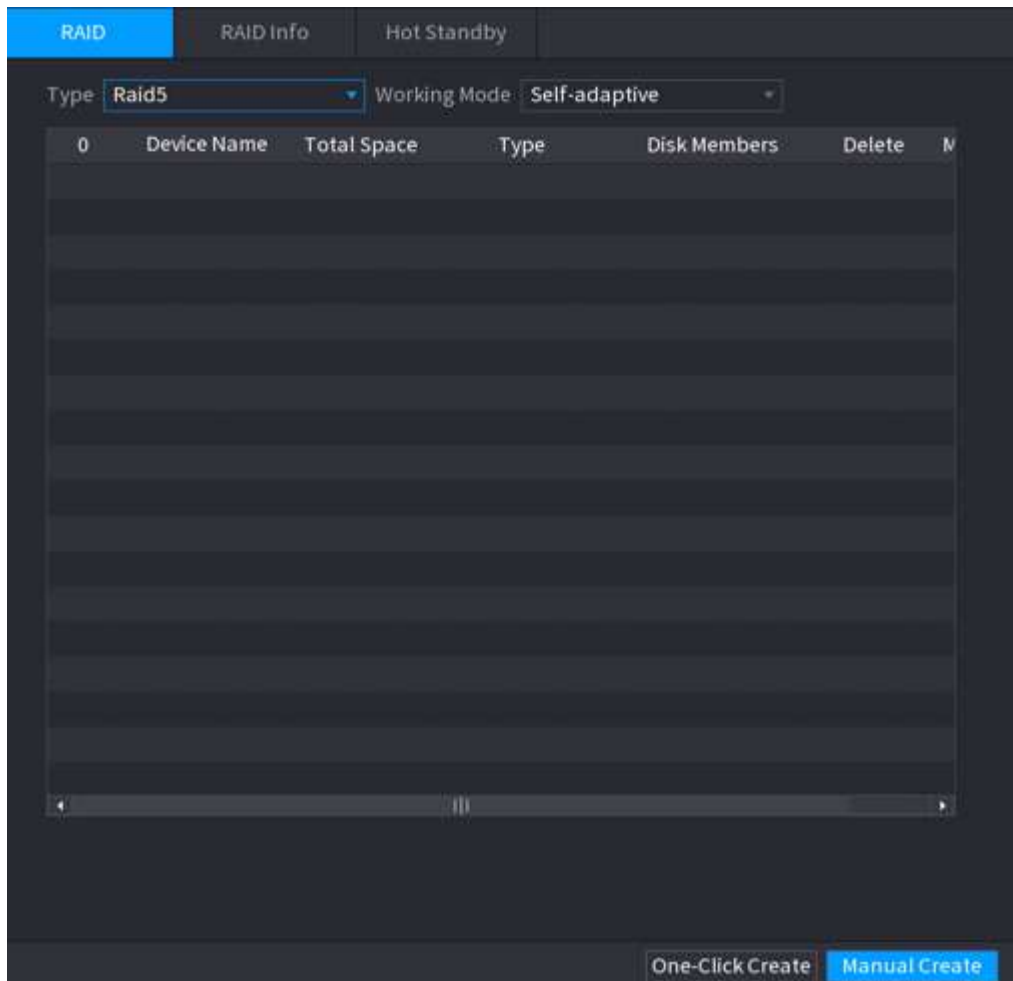 RAID RAID Info Hot Standby
Type Raid5 Working Mode Self-adaptive
0 Device Name Total Space Type Disk Members Delete M
One-Click Create Manual Create